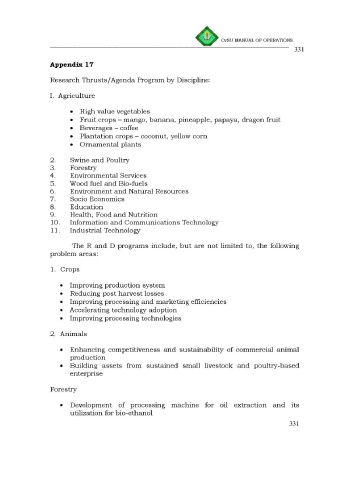 CvSU MANUAL OF OPERATIONS
331
Appendix 17
Research Thrusts/Agenda Program by Discipline:
I. Agriculture
• High value vegetables
• Fruit crops – mango, banana, pineapple, papaya, dragon fruit
• Beverages – coffee
• Plantation crops – coconut, yellow corn
• Ornamental plants
2. Swine and Poultry
3. Forestry
4. Environmental Services
5. Wood fuel and Bio-fuels
6. Environment and Natural Resources
7. Socio Economics
8. Education
9. Health, Food and Nutrition
10. Information and Communications Technology
11. Industrial Technology
The R and D programs include, but are not limited to, the following
problem areas:
1. Crops
• Improving production system
• Reducing post harvest losses
• Improving processing and marketing efficiencies
• Accelerating technology adoption
• Improving processing technologies
2. Animals
• Enhancing competitiveness and sustainability of commercial animal
production
• Building assets from sustained small livestock and poultry-based
enterprise
Forestry
• Development of processing machine for oil extraction and its
utilization for bio-ethanol
331